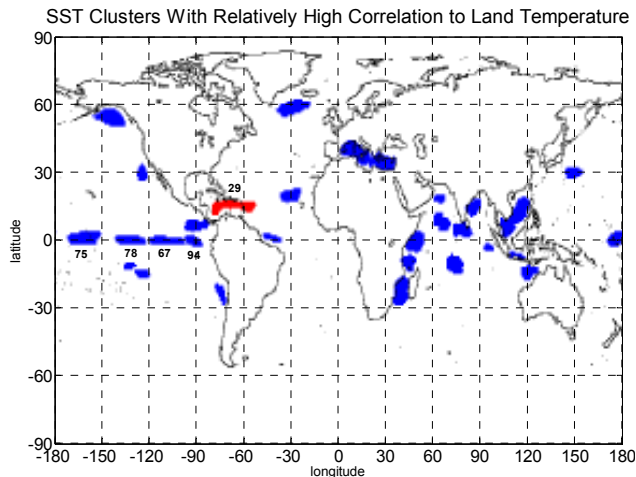 SST Clusters With Relatively High Correlation to Land Temperature
90
60
30
29
latitude
0
75 78 67 94
-30
-60
-90
-180 -150 -120 -90 -60 -30 0 30 60 90 120 150 180
longitude